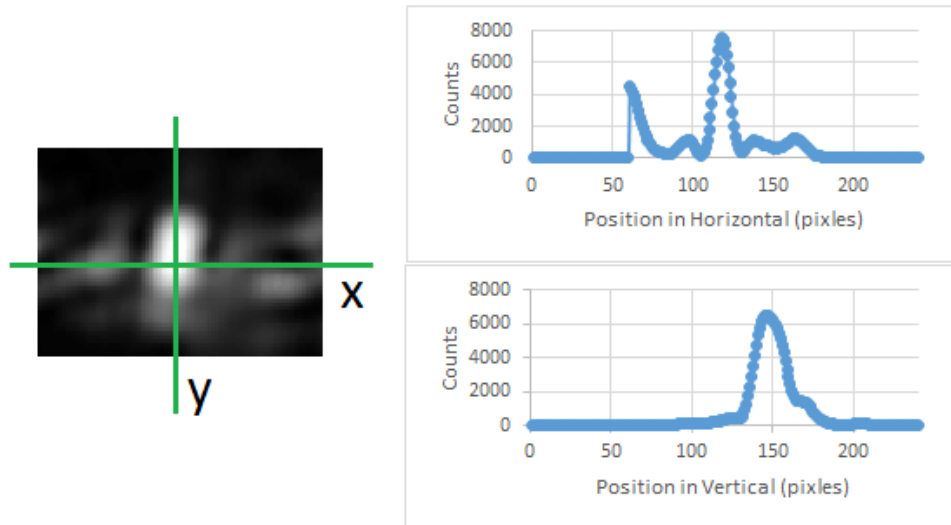 x
y
8000
6000
4000
2000
0
Counts
0 50 100 150 200
Position in Horizontal (pixles)
8000
6000
4000
2000
0
Counts
0 50 100 150 200
Position in Vertical (pixles)